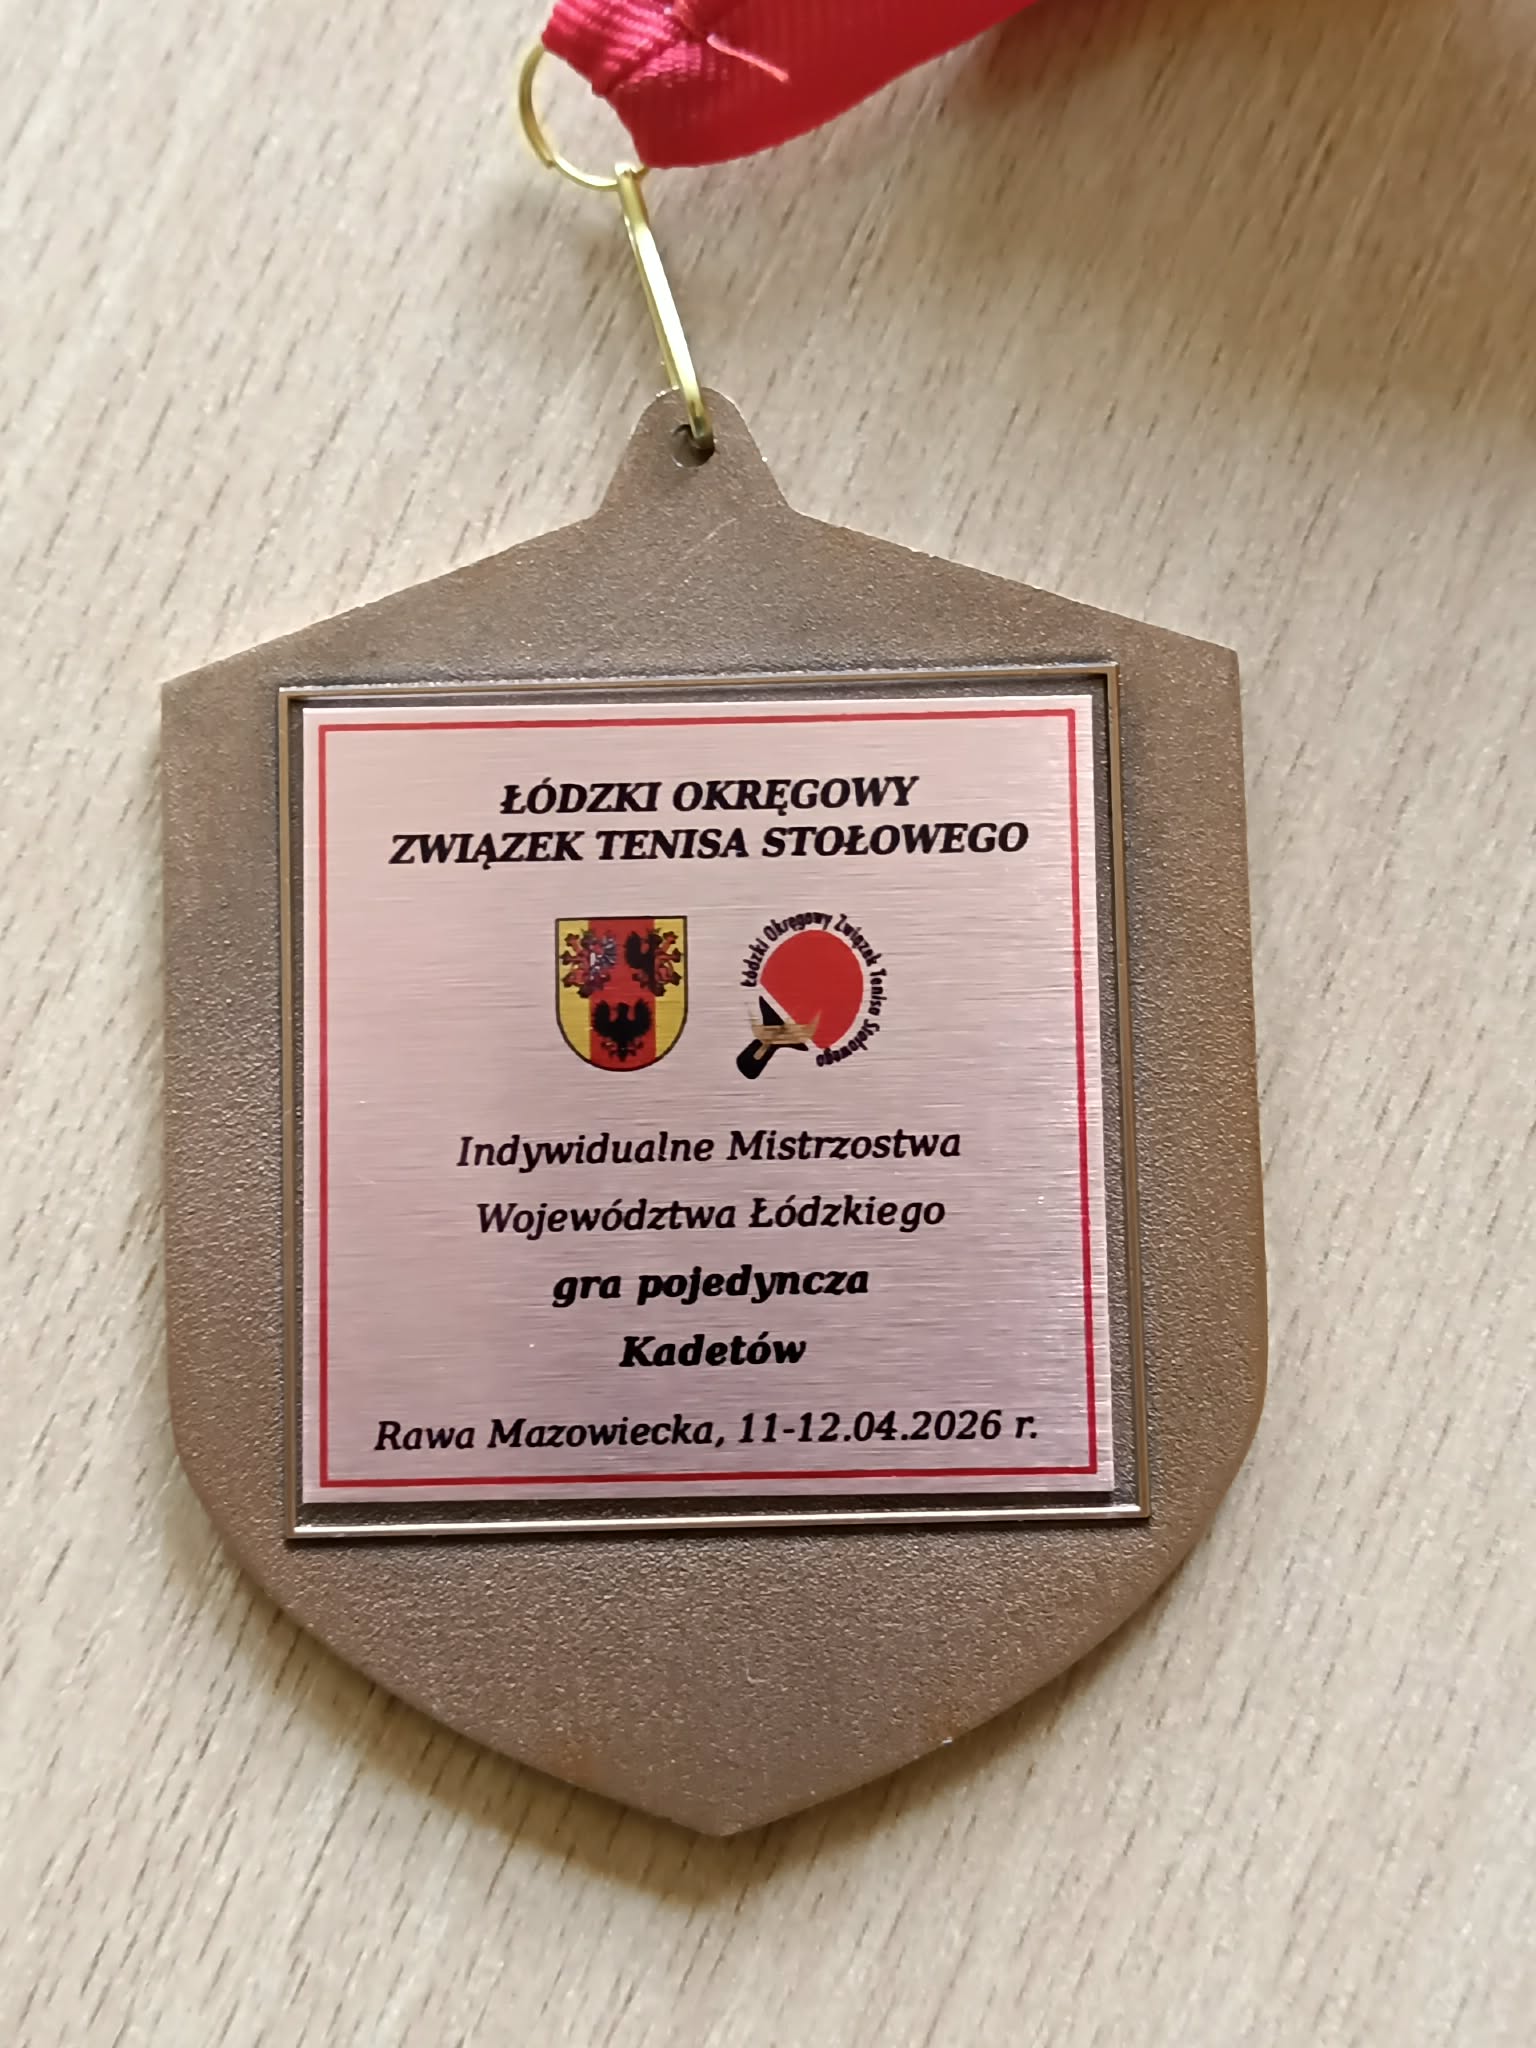 ŁÓDZKI OKRĘGOWY
ZWIĄZEK TENISA STOŁOWEGO
Łódzki Okręgowy Związek Tenisa Stołowego
Indywidualne Mistrzostwa
Województwa Łódzkiego
gra pojedyncza
Kadetów
Rawa Mazowiecka, 11-12.04.2026 r.